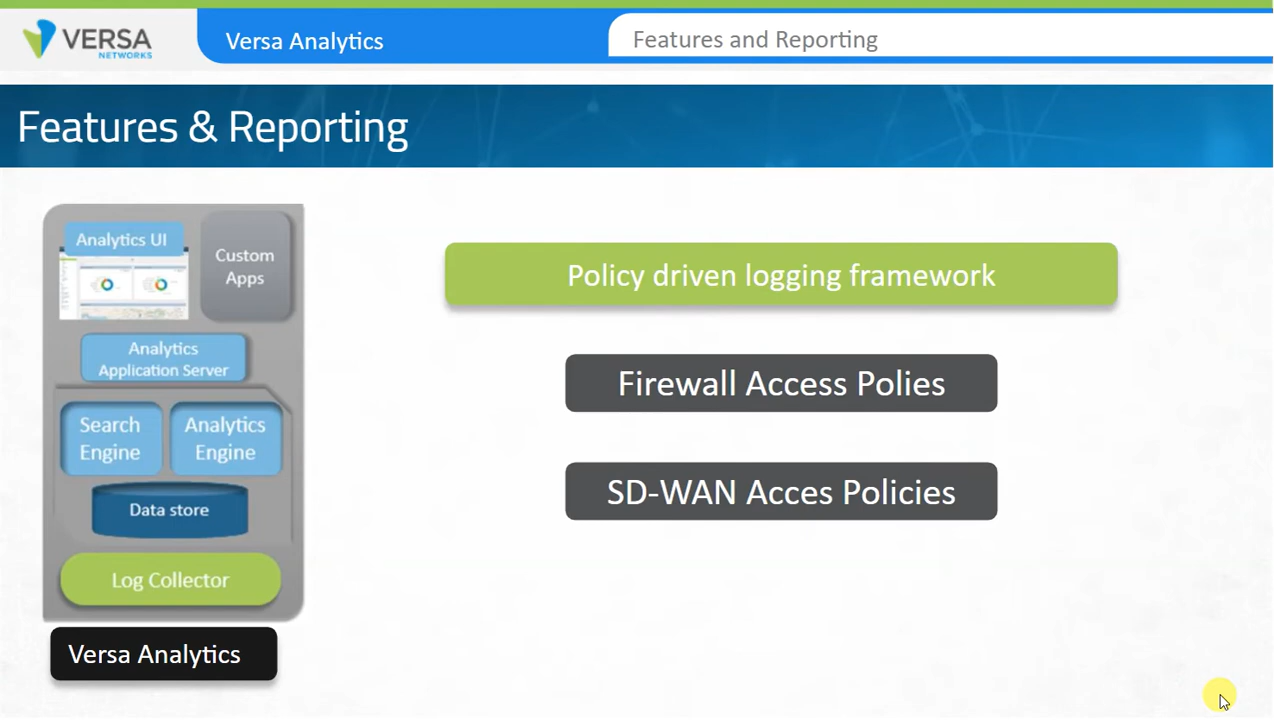 VERSA
NETWORKS
Versa Analytics
Features and Reporting
Features & Reporting
Analytics UI
Custom
Apps
Analytics
Application Server
Search
Engine
Analytics
Engine
Data store
Log Collector
Versa Analytics
Policy driven logging framework
Firewall Access Polies
SD-WAN Acces Policies